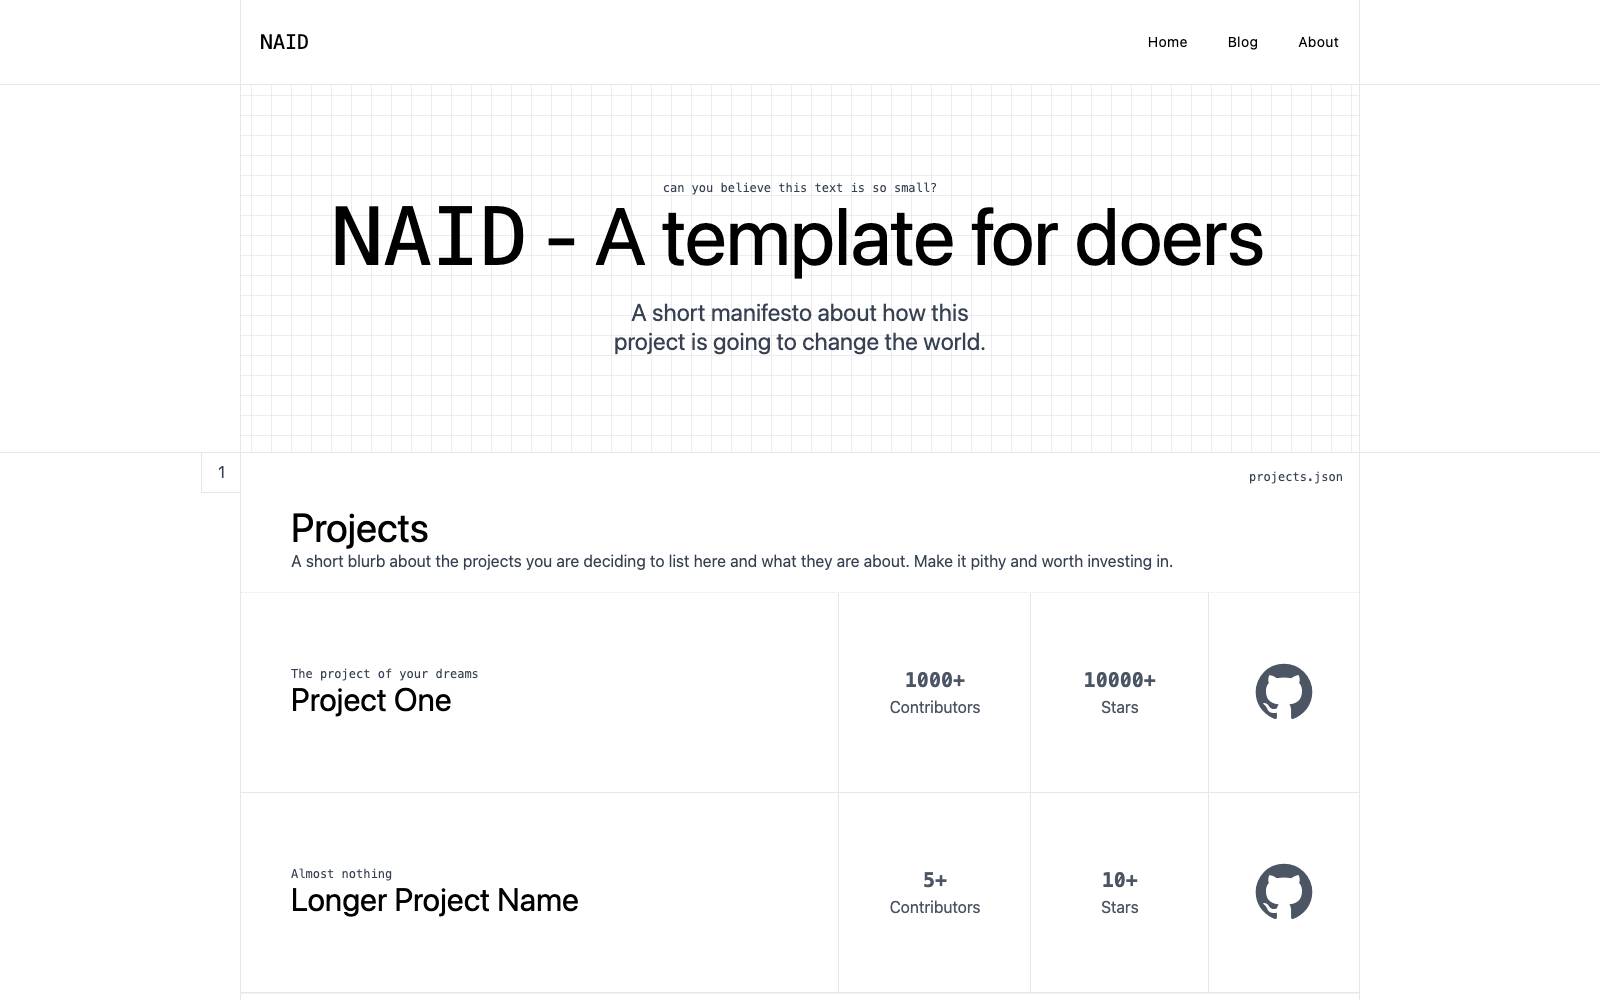 NAID
Home
Blog
About
can you believe this text is so small?
NAID - A template for doers
A short manifesto about how this
project is going to change the world.
1
projects.json
Projects
A short blurb about the projects you are deciding to list here and what they are about. Make it pithy and worth investing in.
The project of your dreams
Project One
1000+
Contributors
10000+
Stars
Almost nothing
Longer Project Name
5+
Contributors
10+
Stars